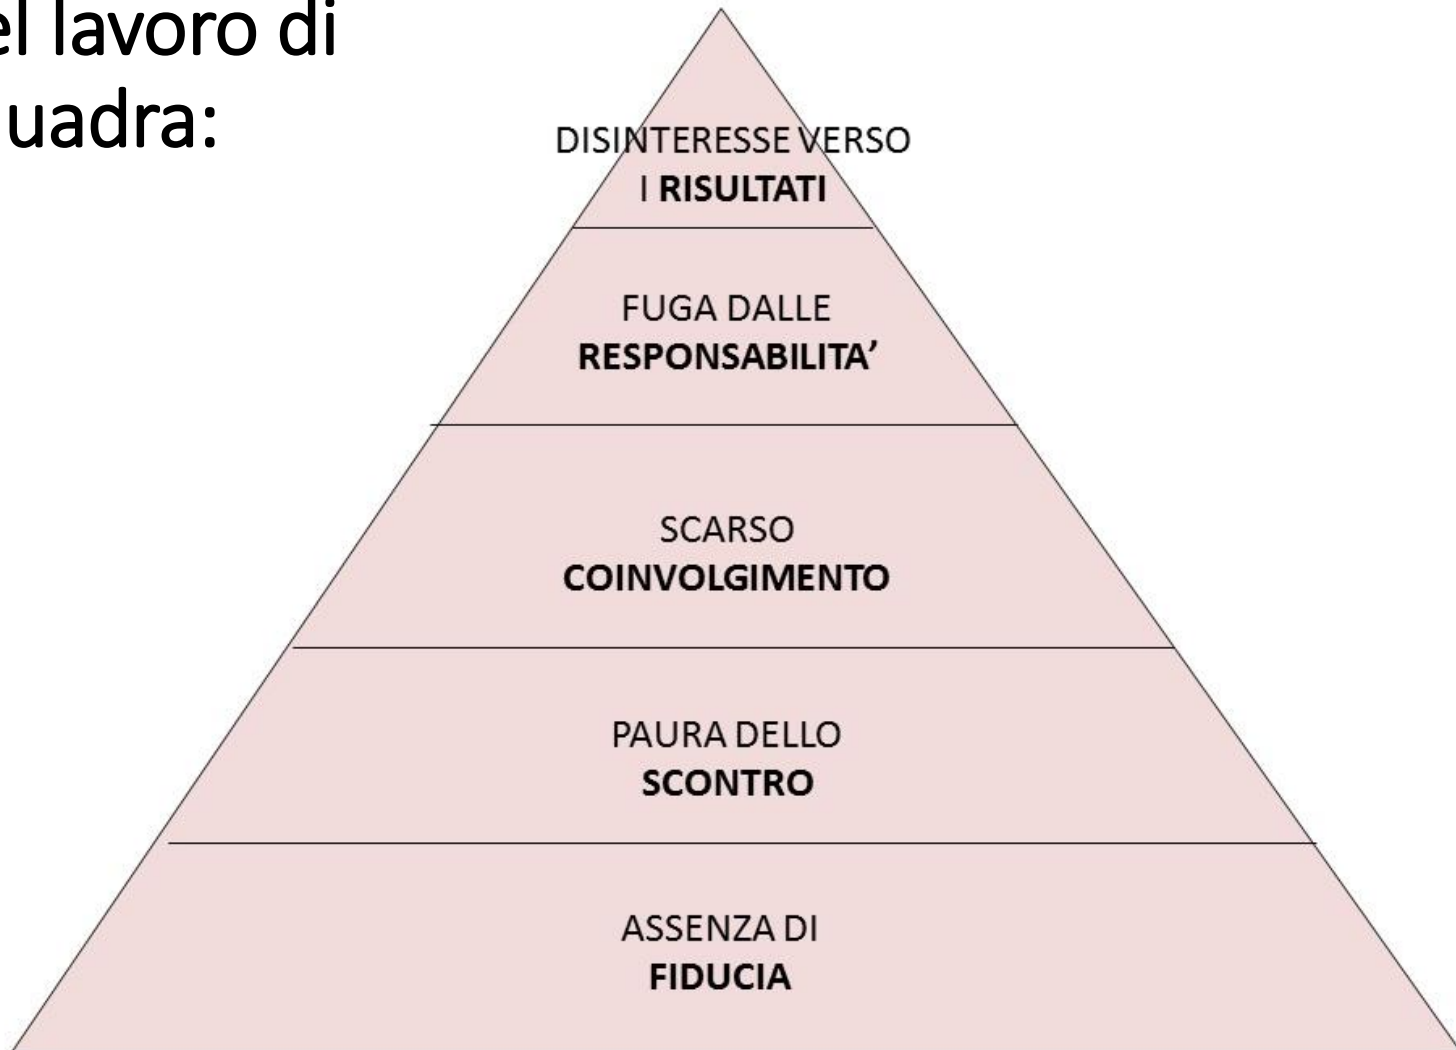 el lavoro di
uadra:
DISINTERESSE VERSO
I RISULTATI
FUGA DALLE
RESPONSABILITA’
SCARSO
COINVOLGIMENTO
PAURA DELLO
SCONTRO
ASSENZA DI
FIDUCIA